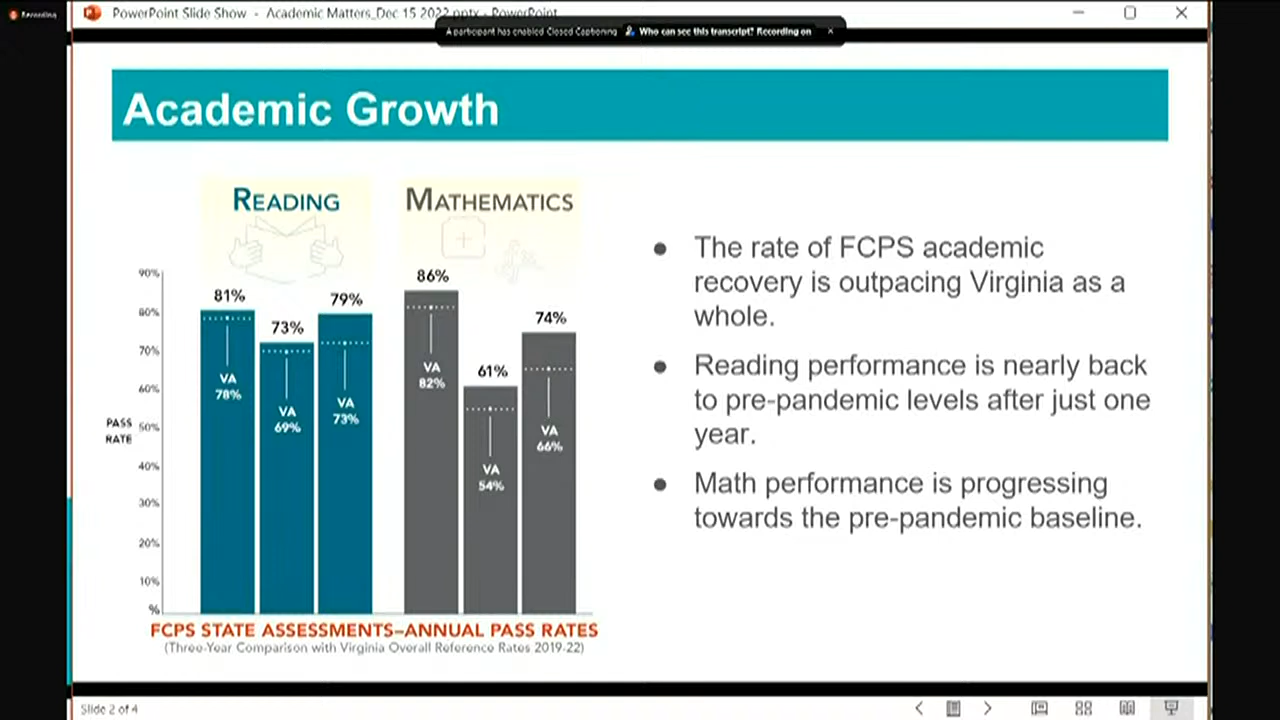 Recording
PowerPoint Slide Show - Academic Matters_Dec 15 2022.pptx - PowerPoint
A participant has enabled Closed Captioning Who can see this transcript? Recording on
Academic Growth
READING
MATHEMATICS
90%
80%
70%
60%
50%
40%
30%
20%
10%
%
PASS
RATE
81%
VA
78%
73%
VA
69%
79%
VA
73%
86%
VA
82%
61%
VA
54%
74%
VA
66%
FCPS STATE ASSESSMENTS–ANNUAL PASS RATES
(Three-Year Comparison with Virginia Overall Reference Rates 2019-22)
● The rate of FCPS academic
recovery is outpacing Virginia as a
whole.
● Reading performance is nearly back
to pre-pandemic levels after just one
year.
● Math performance is progressing
towards the pre-pandemic baseline.
Slide 2 of 4